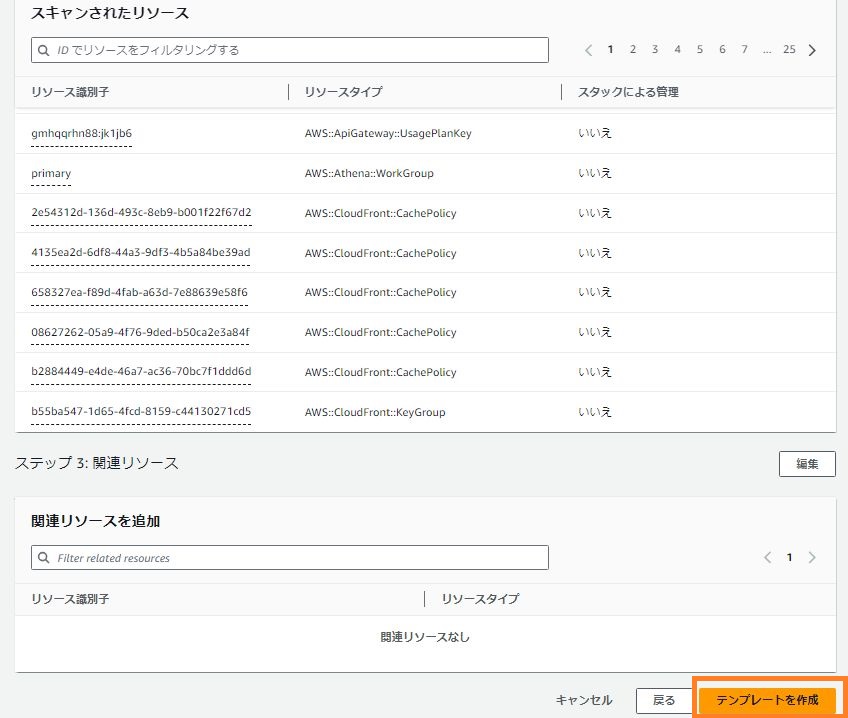 スキャンされたリソース
ID でリソースをフィルタリングする 1 2 3 4 5 6 7 ... 25
リソース識別子 リソースタイプ スタックによる管理
gmhqqrhn88:jk1jb6 AWS::ApiGateway::UsagePlanKey いいえ
primary AWS::Athena::WorkGroup いいえ
2e54312d-136d-493c-8eb9-b001f22f67d2 AWS::CloudFront::CachePolicy いいえ
4135ea2d-6df8-44a3-9df3-4b5a84be39ad AWS::CloudFront::CachePolicy いいえ
658327ea-f89d-4fab-a63d-7e88639e58f6 AWS::CloudFront::CachePolicy いいえ
08627262-05a9-4f76-9ded-b50ca2e3a84f AWS::CloudFront::CachePolicy いいえ
b2884449-e4de-46a7-ac36-70bc7f1ddd6d AWS::CloudFront::CachePolicy いいえ
b55ba547-1d65-4fcd-8159-c44130271cd5 AWS::CloudFront::KeyGroup いいえ
ステップ 3: 関連リソース 編集
関連リソースを追加
Filter related resources 1
リソース識別子 リソースタイプ
関連リソースなし
キャンセル 戻る テンプレートを作成